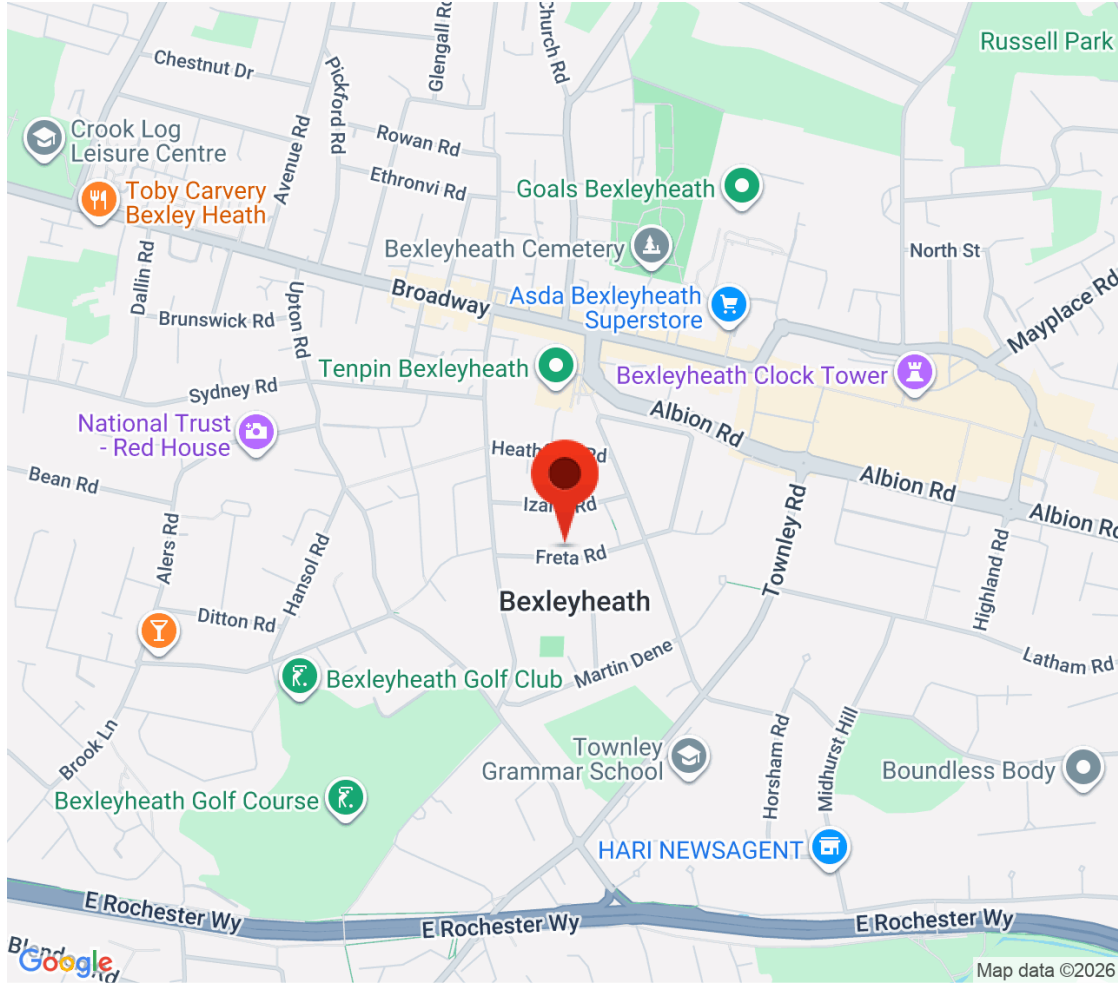 Russell Park
Chestnut Dr
Pickford Rd
Glengall Rd
Church Rd
Crook Log
Leisure Centre
Avenue Rd
Rowan Rd
Ethronvi Rd
Toby Carvery
Bexley Heath
Goals Bexleyheath
Bexleyheath Cemetery
North St
Dallin Rd
Broadway
Asda Bexleyheath
Superstore
Mayplace Rd
Upton Rd
Brunswick Rd
Tenpin Bexleyheath
Bexleyheath Clock Tower
Sydney Rd
Albion Rd
National Trust
- Red House
Bean Rd
Albion Rd
Albion Rd
Townley Rd
Alers Rd
Hansol Rd
Freta Rd
Highland Rd
Bexleyheath
Ditton Rd
Latham Rd
Martin Dene
Bexleyheath Golf Club
Brook Ln
Townley
Grammar School
Horsham Rd
Midhurst Hill
Boundless Body
Bexleyheath Golf Course
HARI NEWSAGENT
E Rochester Wy
E Rochester Wy
E Rochester Wy
Rd
Google
Map data ©2026